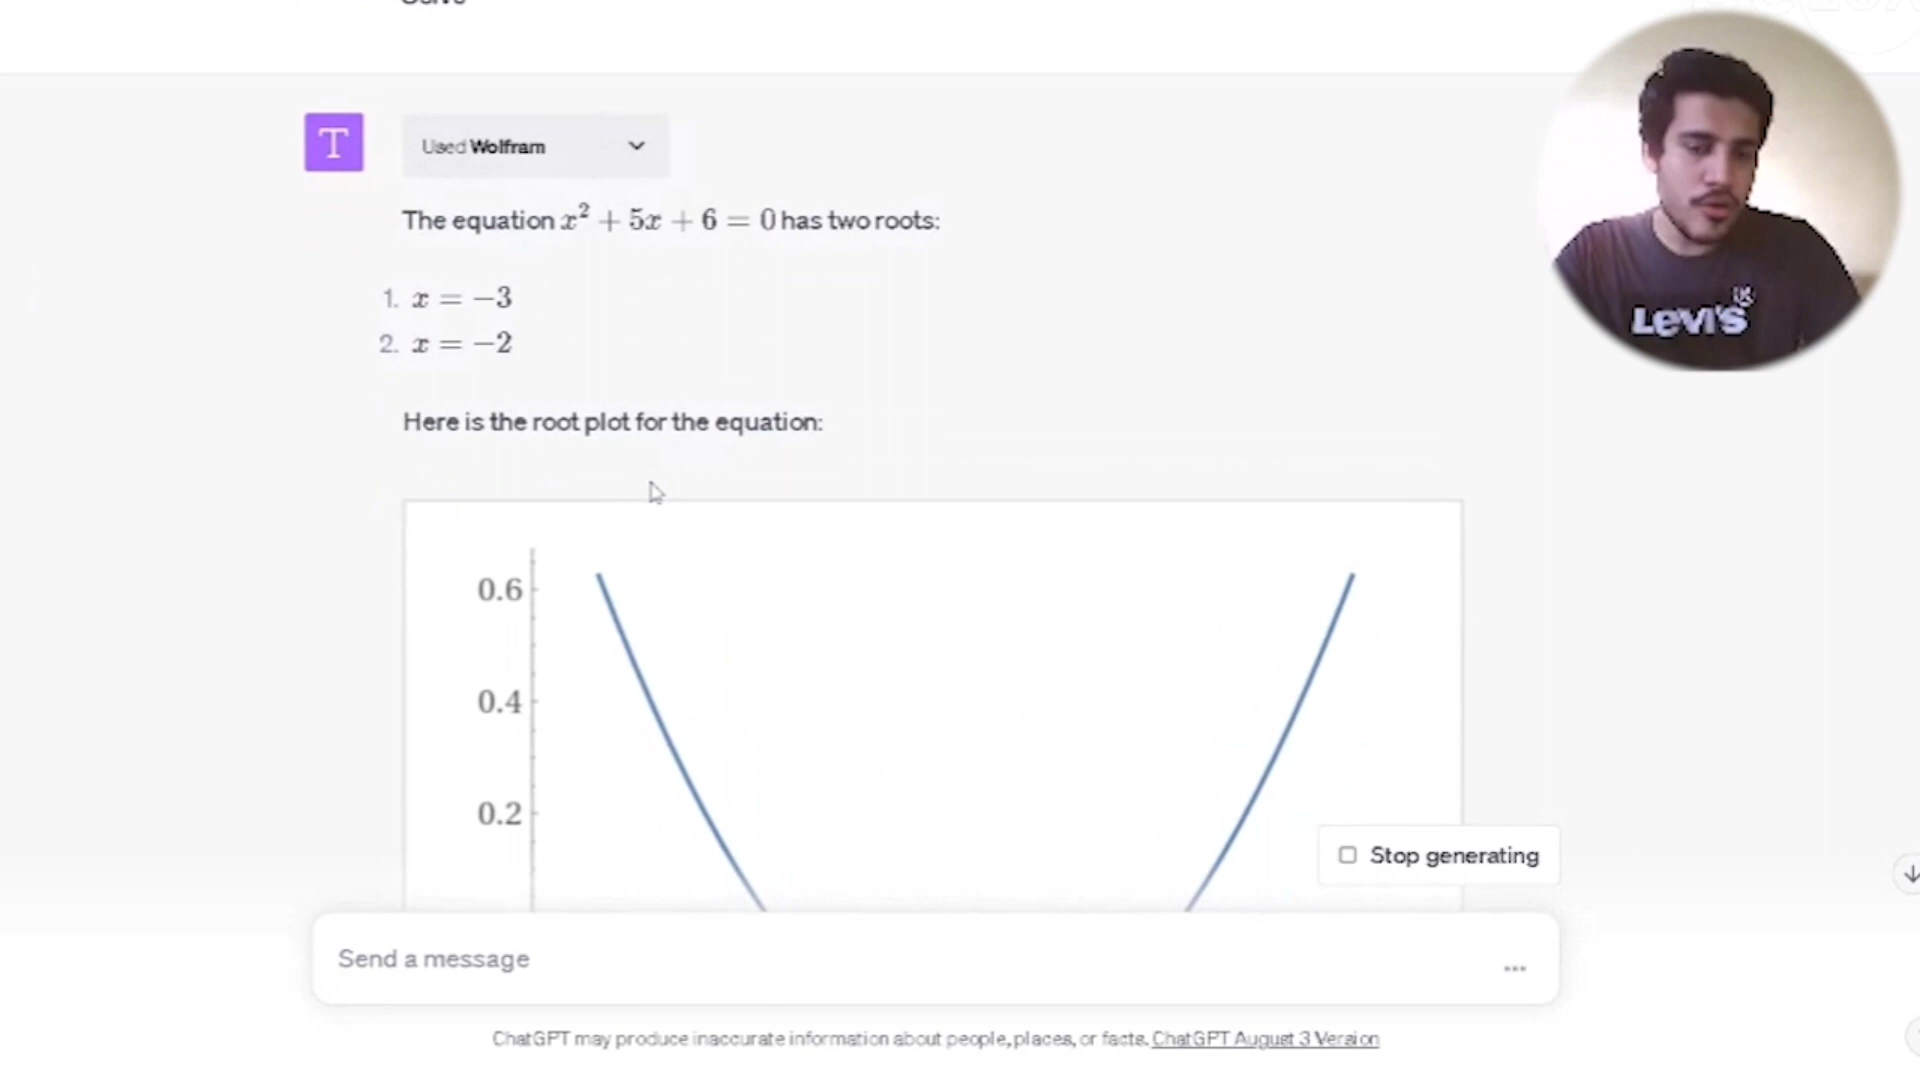 Solve
T
Used Wolfram
The equation x² + 5x + 6 = 0 has two roots:
1. x = −3
2. x = −2
Here is the root plot for the equation:
0.6
0.4
0.2
Stop generating
Send a message
...
ChatGPT may produce inaccurate information about people, places, or facts. ChatGPT August 3 Version
LEVI'S